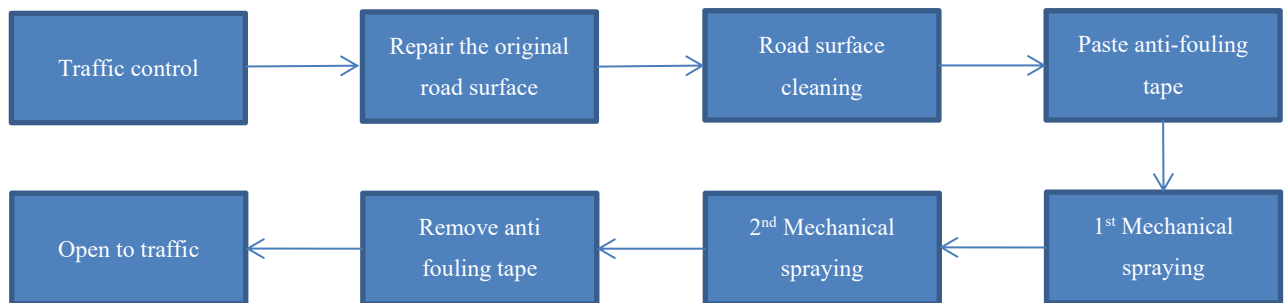 Traffic control
Repair the original
road surface
Road surface
cleaning
Paste anti-fouling
tape
1st Mechanical
spraying
2nd Mechanical
spraying
Remove anti
fouling tape
Open to traffic